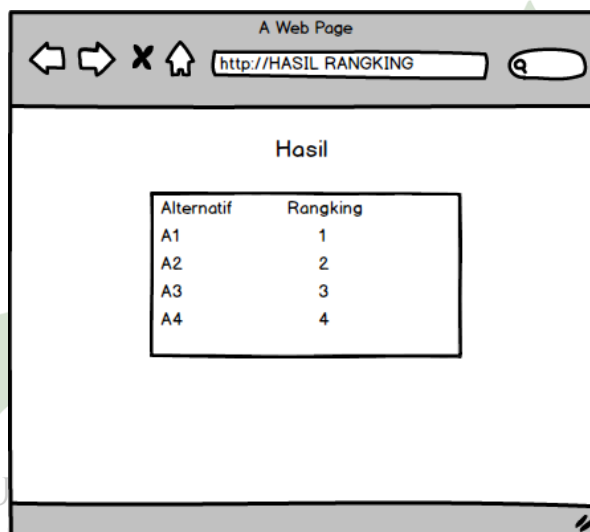 A Web Page
http://HASIL RANGKING
Hasil
Alternatif Rangking
A1 1
A2 2
A3 3
A4 4